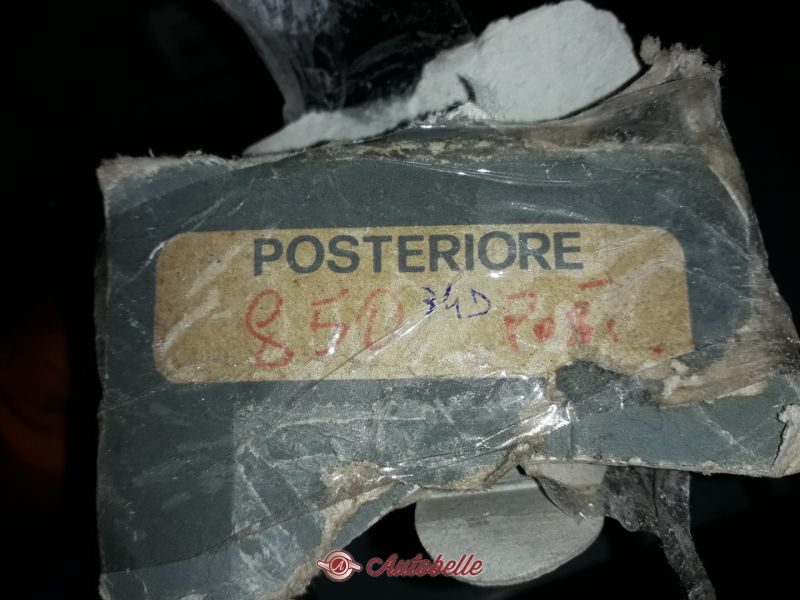 POSTERIORE
850 34D Post.
Autobelle